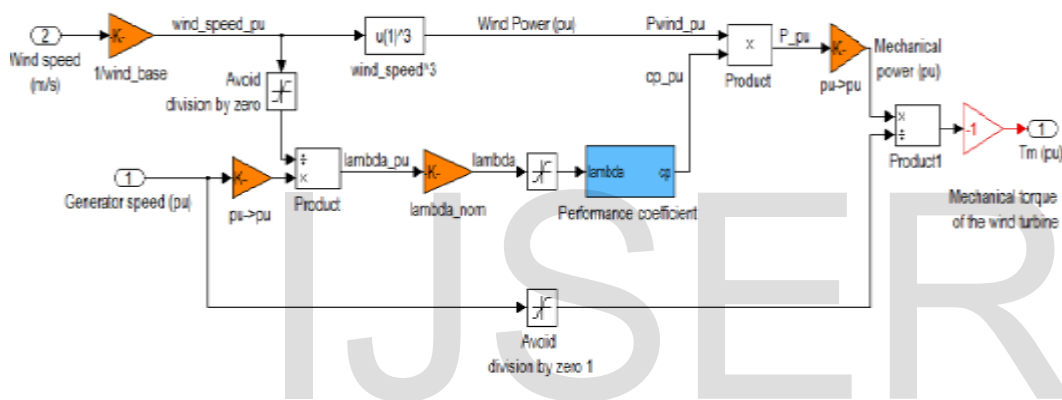 wind_speed_pu
Wind Power (pu)
Pwind_pu
P_pu
2
-K-
u(1)^3
x
K-
Mechanical
power (pu)
Wind speed
(m/s)
1/wind_base
wind_speed^3
Product
pu->pu
Avoid
division by zero
cp_pu
x
÷
-1
1
Product1
Tm (pu)
÷
x
lambda_pu
-K-
lambda
lambda
cp
1
K-
Generator speed (pu)
pu->pu
Product
lambda_nom
Performance coefficient
Mechanical torque
of the wind turbine
Avoid
division by zero 1
IJSER